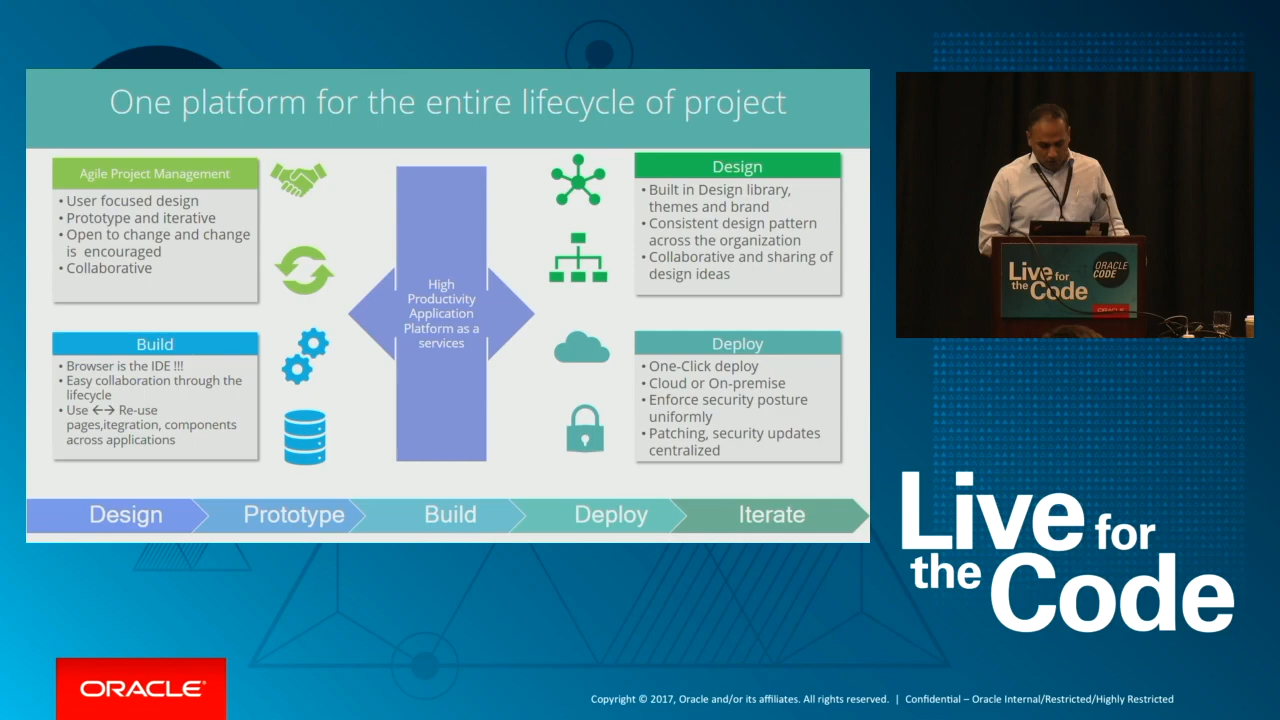 One platform for the entire lifecycle of project
Agile Project Management
• User focused design
• Prototype and iterative
• Open to change and change
is encouraged
• Collaborative
Build
• Browser is the IDE !!!
• Easy collaboration through the
lifecycle
• Use ←→ Re-use
pages,itegration, components
across applications
High
Productivity
Application
Platform as a
services
Design
• Built in Design library,
themes and brand
• Consistent design pattern
across the organization
• Collaborative and sharing of
design ideas
Deploy
• One-Click deploy
• Cloud or On-premise
• Enforce security posture
uniformly
• Patching, security updates
centralized
Design
Prototype
Build
Deploy
Iterate
Live for
the Code
ORACLE
CODE
ORACLE
Live for
the Code
ORACLE
Copyright © 2017, Oracle and/or its affiliates. All rights reserved. | Confidential – Oracle Internal/Restricted/Highly Restricted